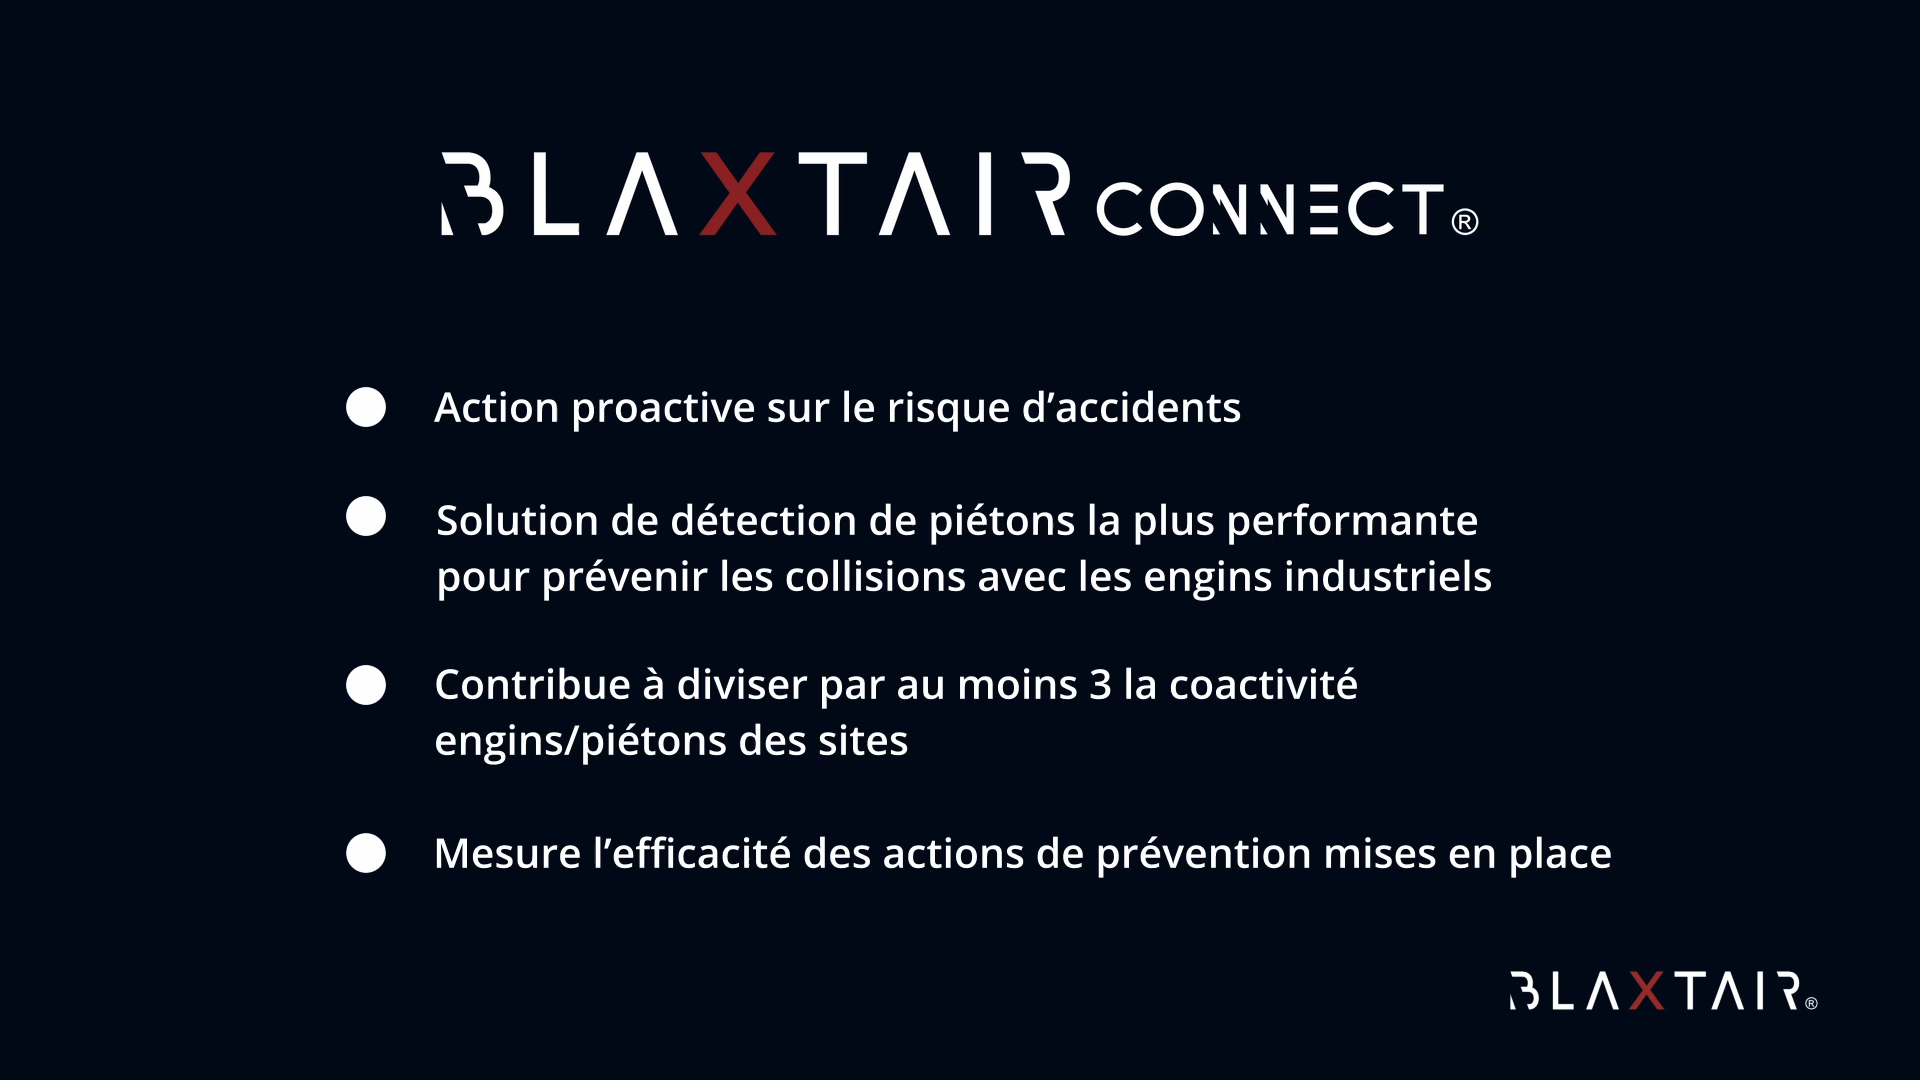 BLAXTAIR CONNECT®
Action proactive sur le risque d’accidents
Solution de détection de piétons la plus performante
pour prévenir les collisions avec les engins industriels
Contribue à diviser par au moins 3 la coactivité
engins/piétons des sites
Mesure l’efficacité des actions de prévention mises en place
BLAXTAIR®